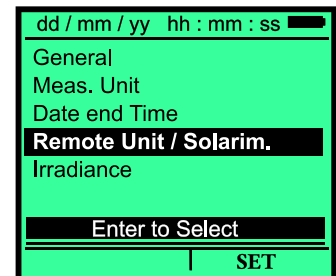 dd / mm / yy hh : mm : ss
General
Meas. Unit
Date end Time
Remote Unit / Solarim.
Irradiance
Enter to Select
SET